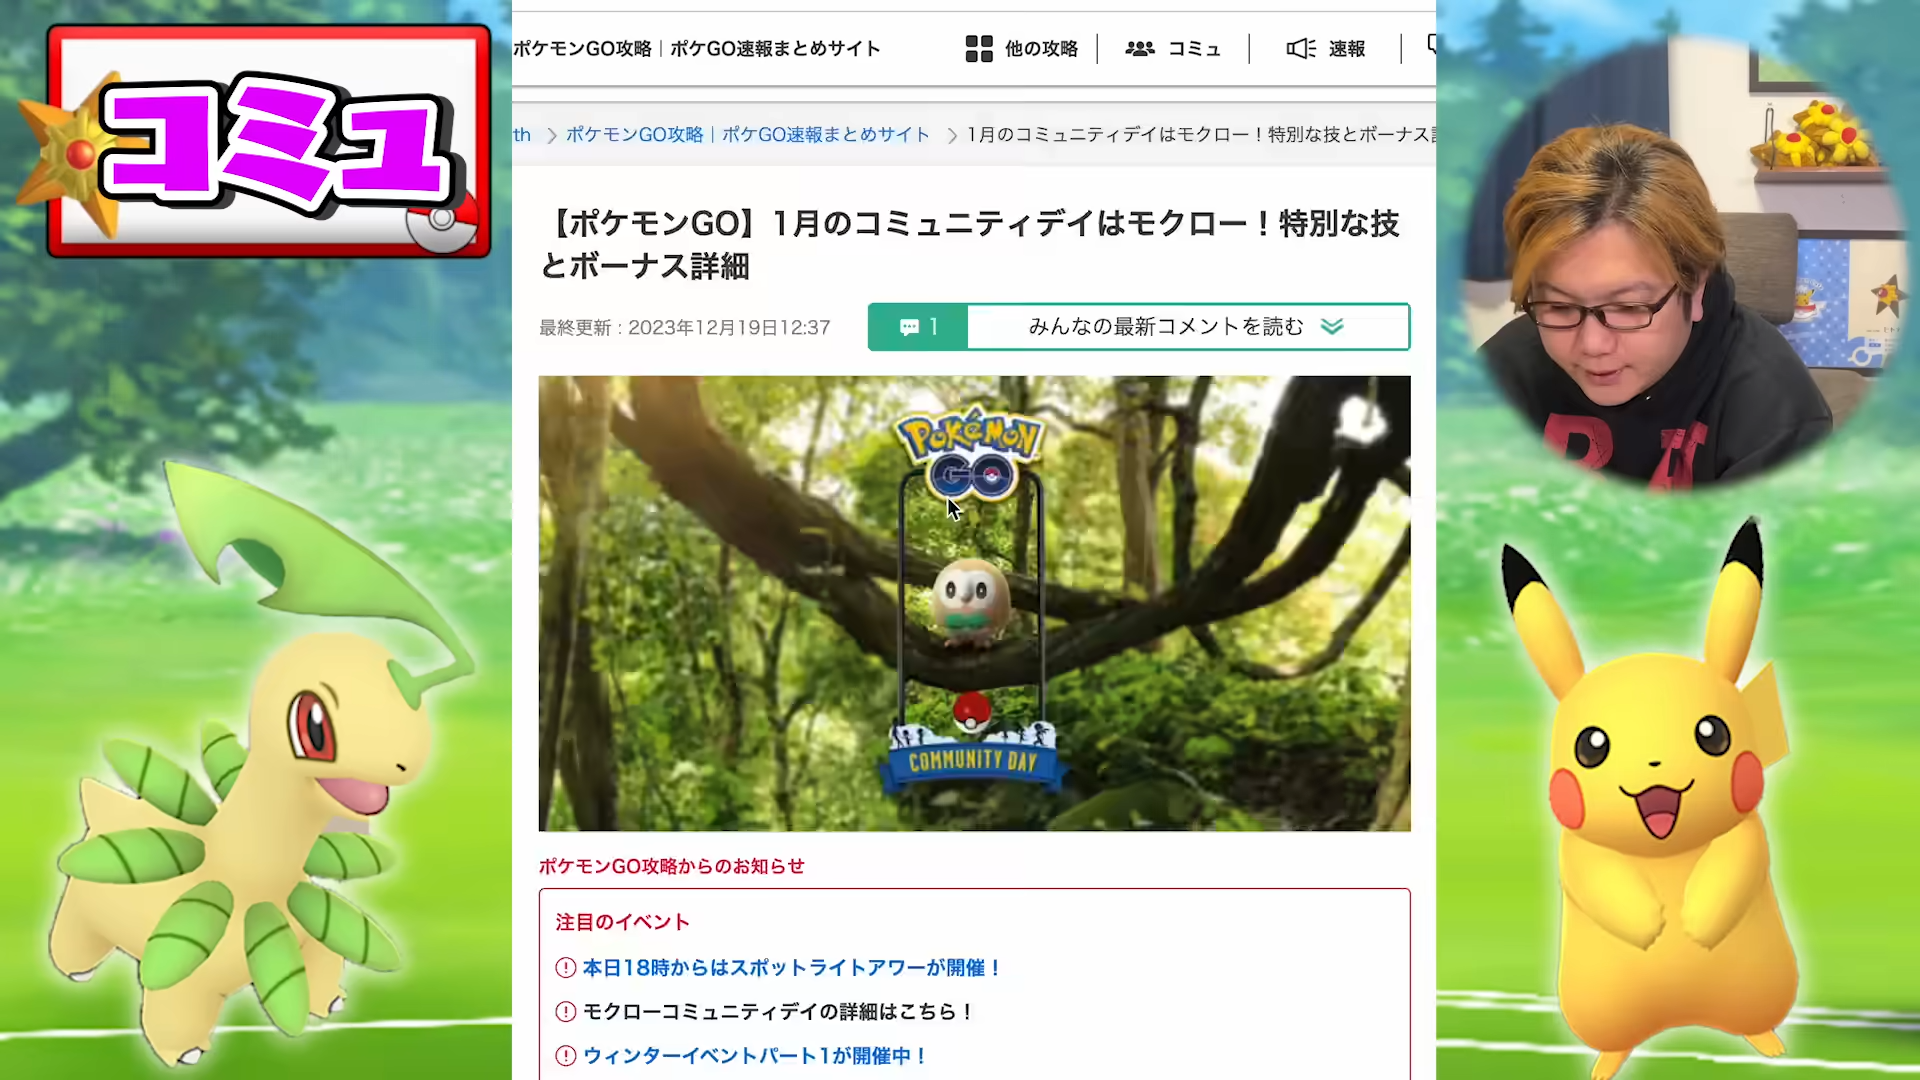 コミュ
ポケモンGO攻略｜ポケGO速報まとめサイト
他の攻略
コミュ
速報
th
ポケモンGO攻略｜ポケGO速報まとめサイト
1月のコミュニティデイはモクロー！特別な技とボーナス
【ポケモンGO】1月のコミュニティデイはモクロー！特別な技
とボーナス詳細
最終更新 : 2023年12月19日12:37
1
みんなの最新コメントを読む
POKéMON
GO
COMMUNITY DAY
ポケモンGO攻略からのお知らせ
注目のイベント
本日18時からはスポットライトアワーが開催！
モクローコミュニティデイの詳細はこちら！
ウィンターイベントパート1が開催中！